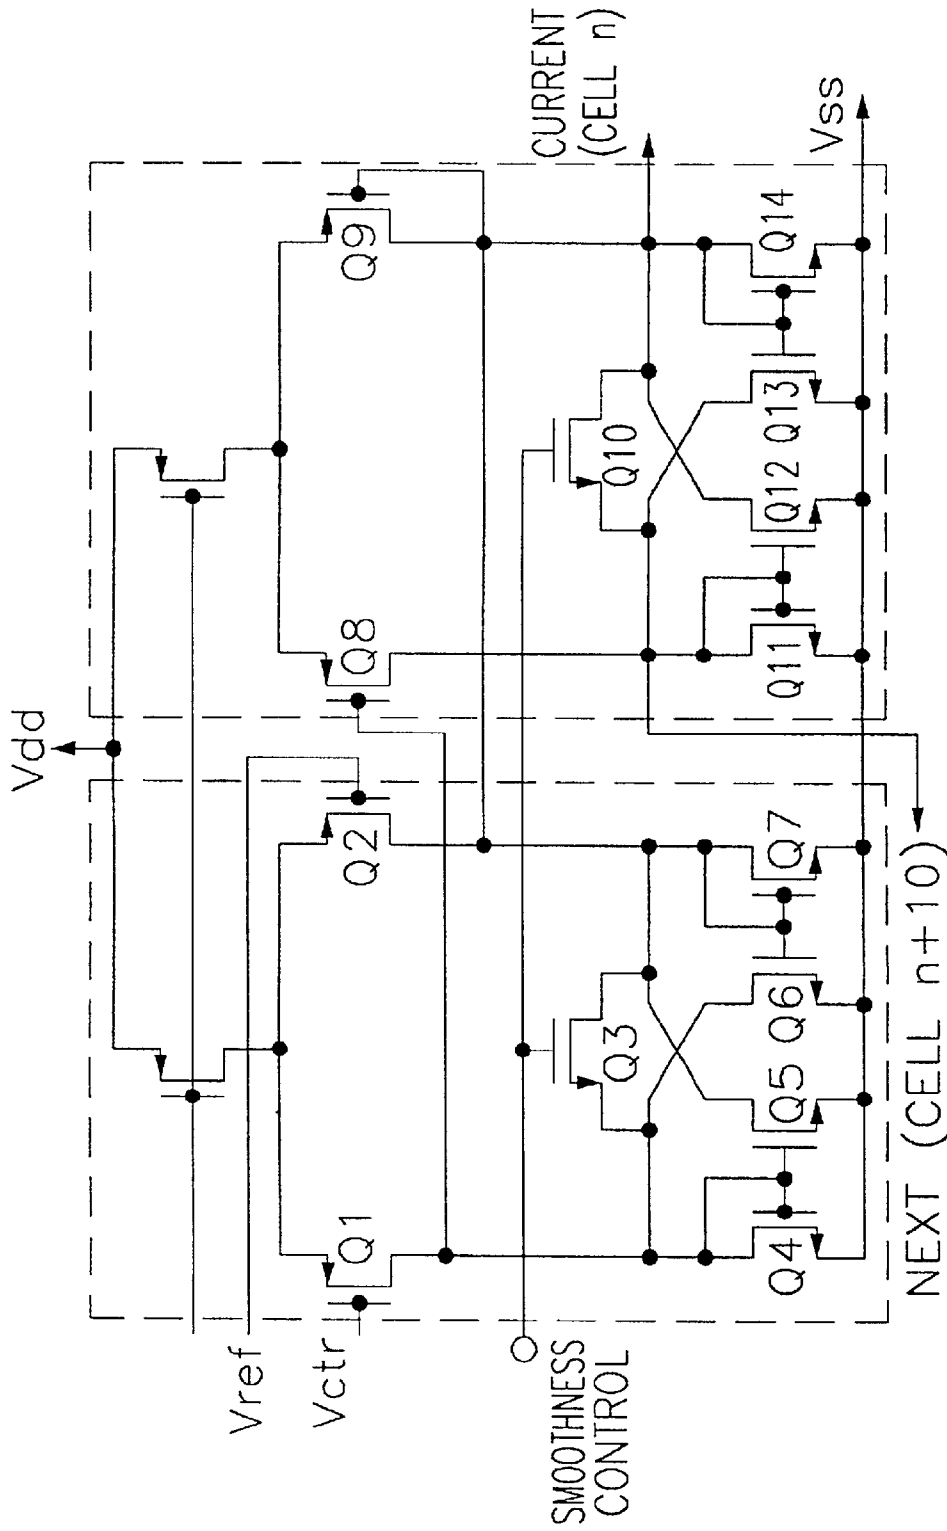 Vdd
Vref
Vctr
SMOOTHNESS
CONTROL
Q1
Q2
Q8
Q9
Q3
Q10
Q4
Q5
Q6
Q7
Q11
Q12
Q13
Q14
CURRENT
(CELL n)
Vss
NEXT (CELL n+10)